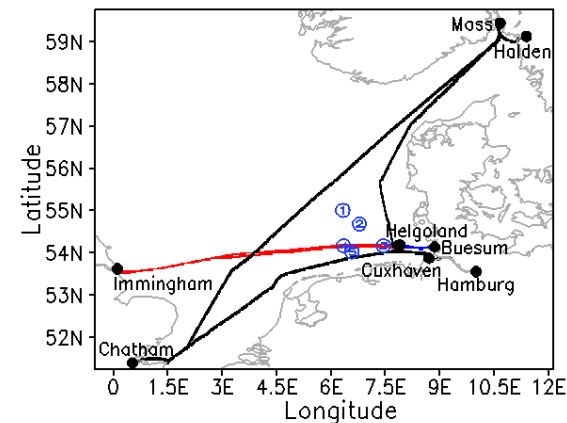 59N
58N
57N
56N
55N
54N
53N
52N
Latitude
Moss
Halden
1
2
Helgoland
Buesum
Cuxhaven
Hamburg
Immingham
Chatham
0 1.5E 3E 4.5E 6E 7.5E 9E 10.5E 12E
Longitude